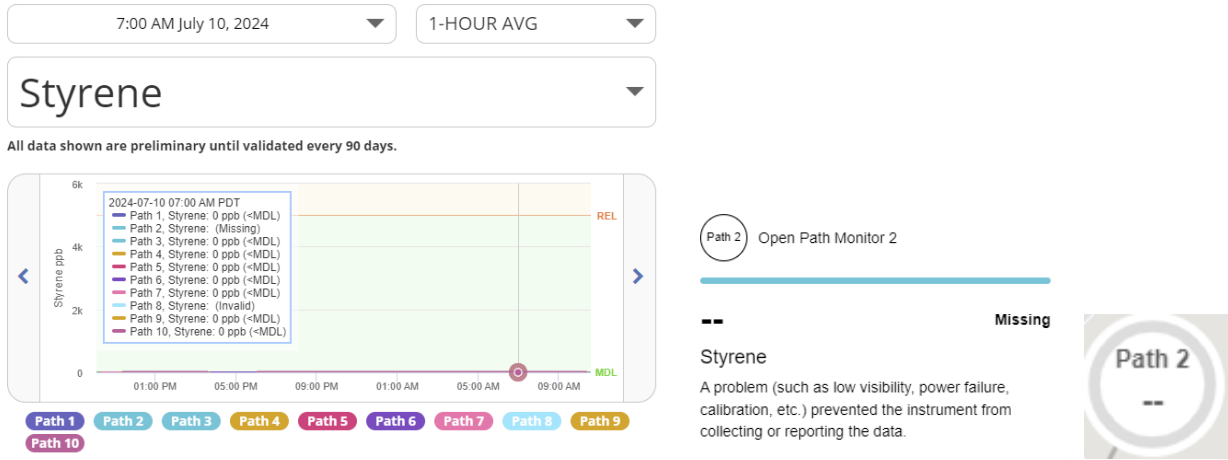 7:00 AM July 10, 2024
1-HOUR AVG
Styrene
All data shown are preliminary until validated every 90 days.
6k
4k
2k
0
Styrene ppb
2024-07-10 07:00 AM PDT
Path 1, Styrene: 0 ppb (<MDL)
Path 2, Styrene: (Missing)
Path 3, Styrene: 0 ppb (<MDL)
Path 4, Styrene: 0 ppb (<MDL)
Path 5, Styrene: 0 ppb (<MDL)
Path 6, Styrene: 0 ppb (<MDL)
Path 7, Styrene: 0 ppb (<MDL)
Path 8, Styrene: (Invalid)
Path 9, Styrene: 0 ppb (<MDL)
Path 10, Styrene: 0 ppb (<MDL)
REL
MDL
01:00 PM 05:00 PM 09:00 PM 01:00 AM 05:00 AM 09:00 AM
Path 1 Path 2 Path 3 Path 4 Path 5 Path 6 Path 7 Path 8 Path 9
Path 10
Path 2 Open Path Monitor 2
-- Missing
Styrene
A problem (such as low visibility, power failure,
calibration, etc.) prevented the instrument from
collecting or reporting the data.
Path 2
--